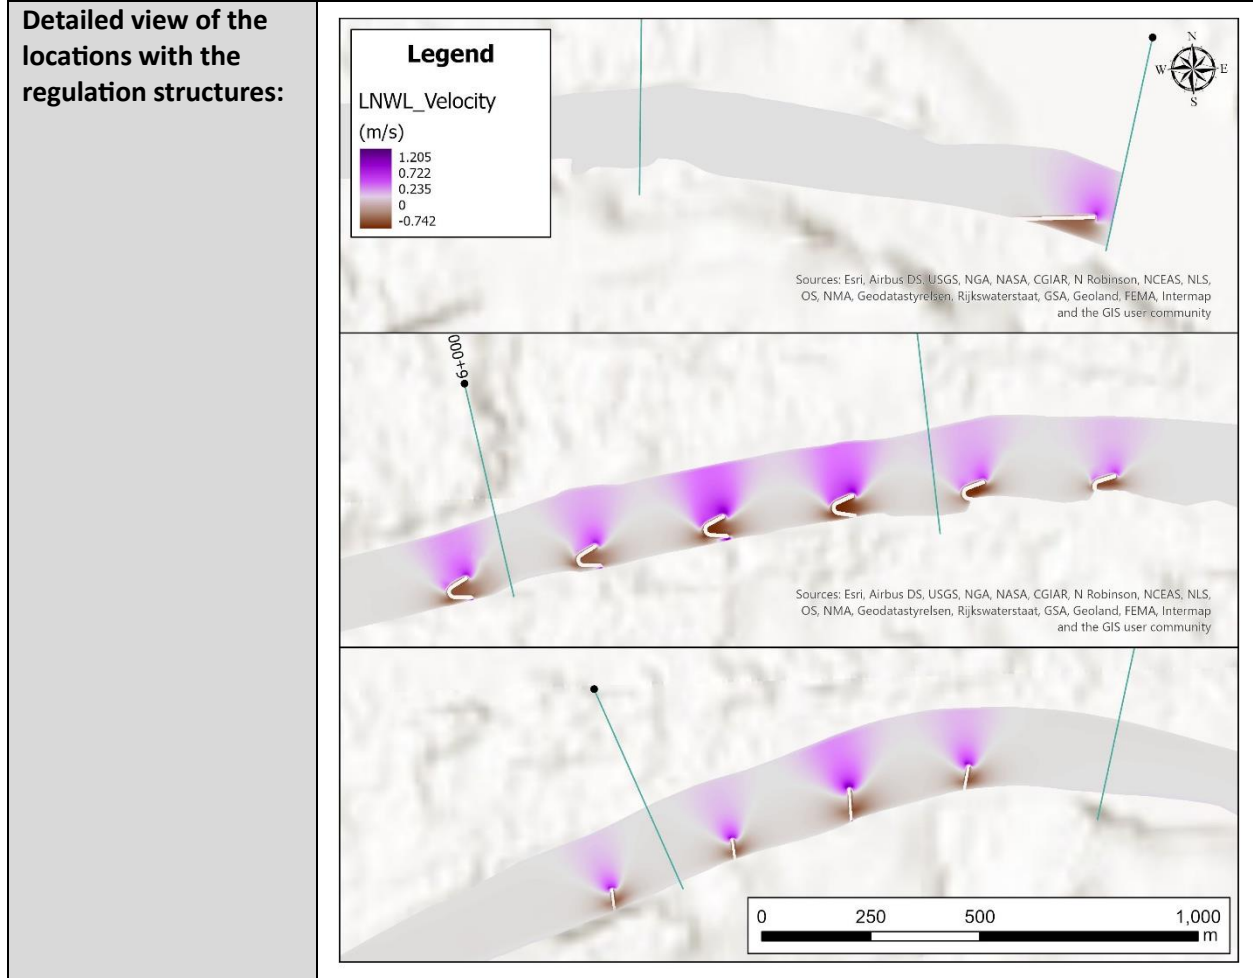 Detailed view of the
locations with the
regulation structures:
Legend
LNWL_Velocity
(m/s)
1.205
0.722
0.235
0
-0.742
N
W E
S
Sources: Esri, Airbus DS, USGS, NGA, NASA, CGIAR, N Robinson, NCEAS, NLS,
OS, NMA, Geodatastyrelsen, Rijkswaterstaat, GSA, Geoland, FEMA, Intermap
and the GIS user community
6+000
Sources: Esri, Airbus DS, USGS, NGA, NASA, CGIAR, N Robinson, NCEAS, NLS,
OS, NMA, Geodatastyrelsen, Rijkswaterstaat, GSA, Geoland, FEMA, Intermap
and the GIS user community
0 250 500 1,000
m